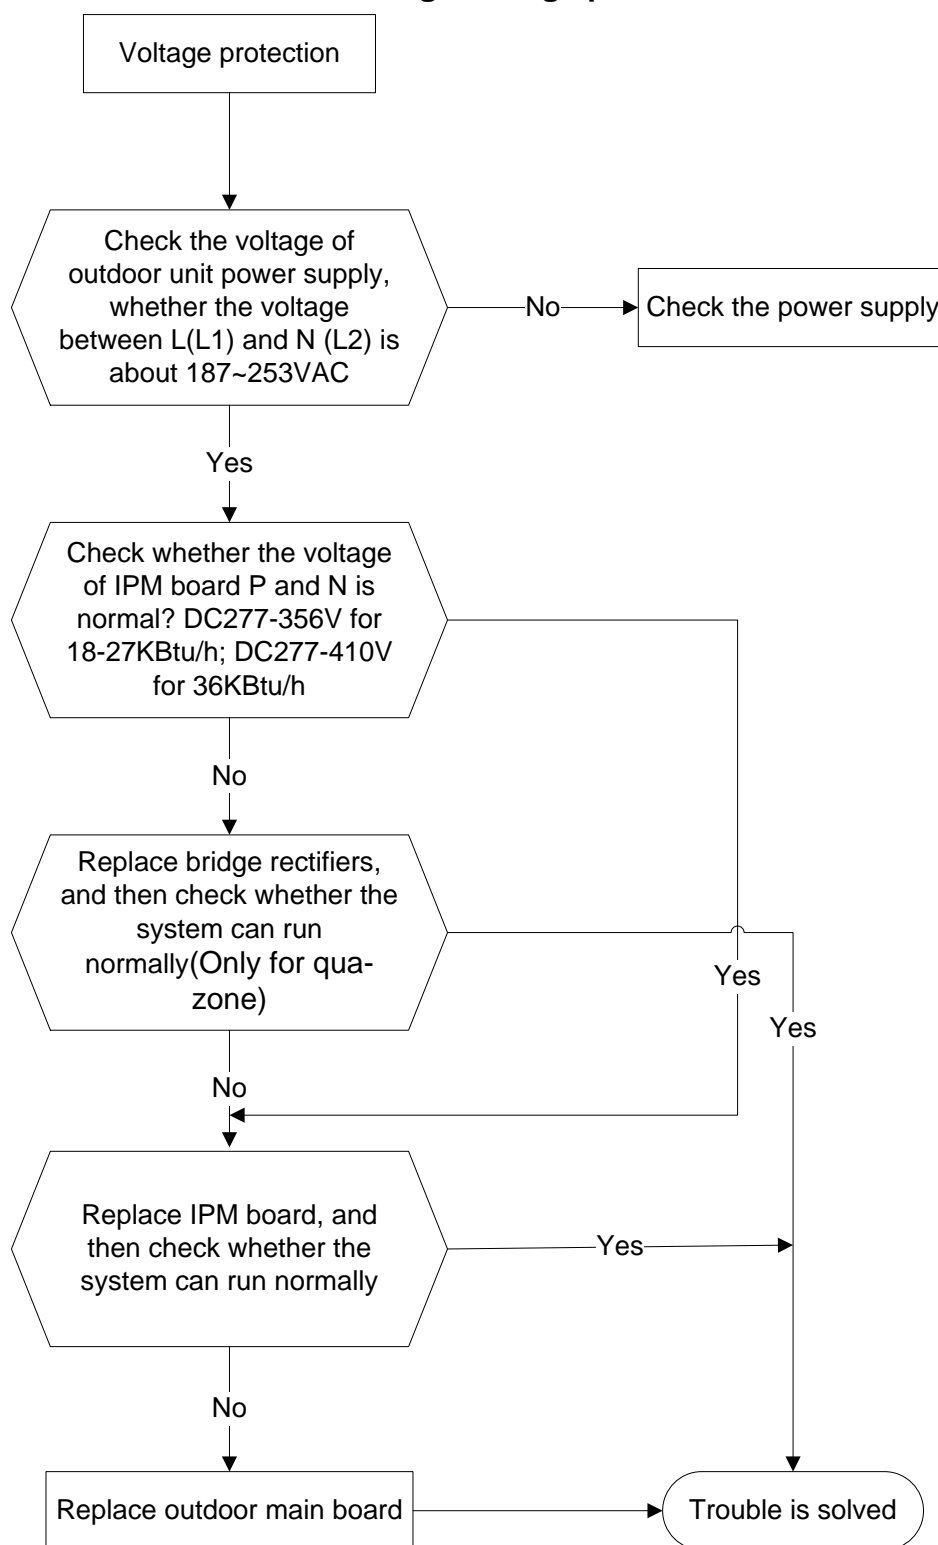 Voltage protection
Check the voltage of
outdoor unit power supply,
whether the voltage
between L(L1) and N (L2) is
about 187~253VAC
No
Check the power supply
Yes
Check whether the voltage
of IPM board P and N is
normal? DC277-356V for
18-27KBtu/h; DC277-410V
for 36KBtu/h
No
Replace bridge rectifiers,
and then check whether the
system can run
normally(Only for qua-
zone)
Yes
Yes
No
Replace IPM board, and
then check whether the
system can run normally
Yes
No
Replace outdoor main board
Trouble is solved